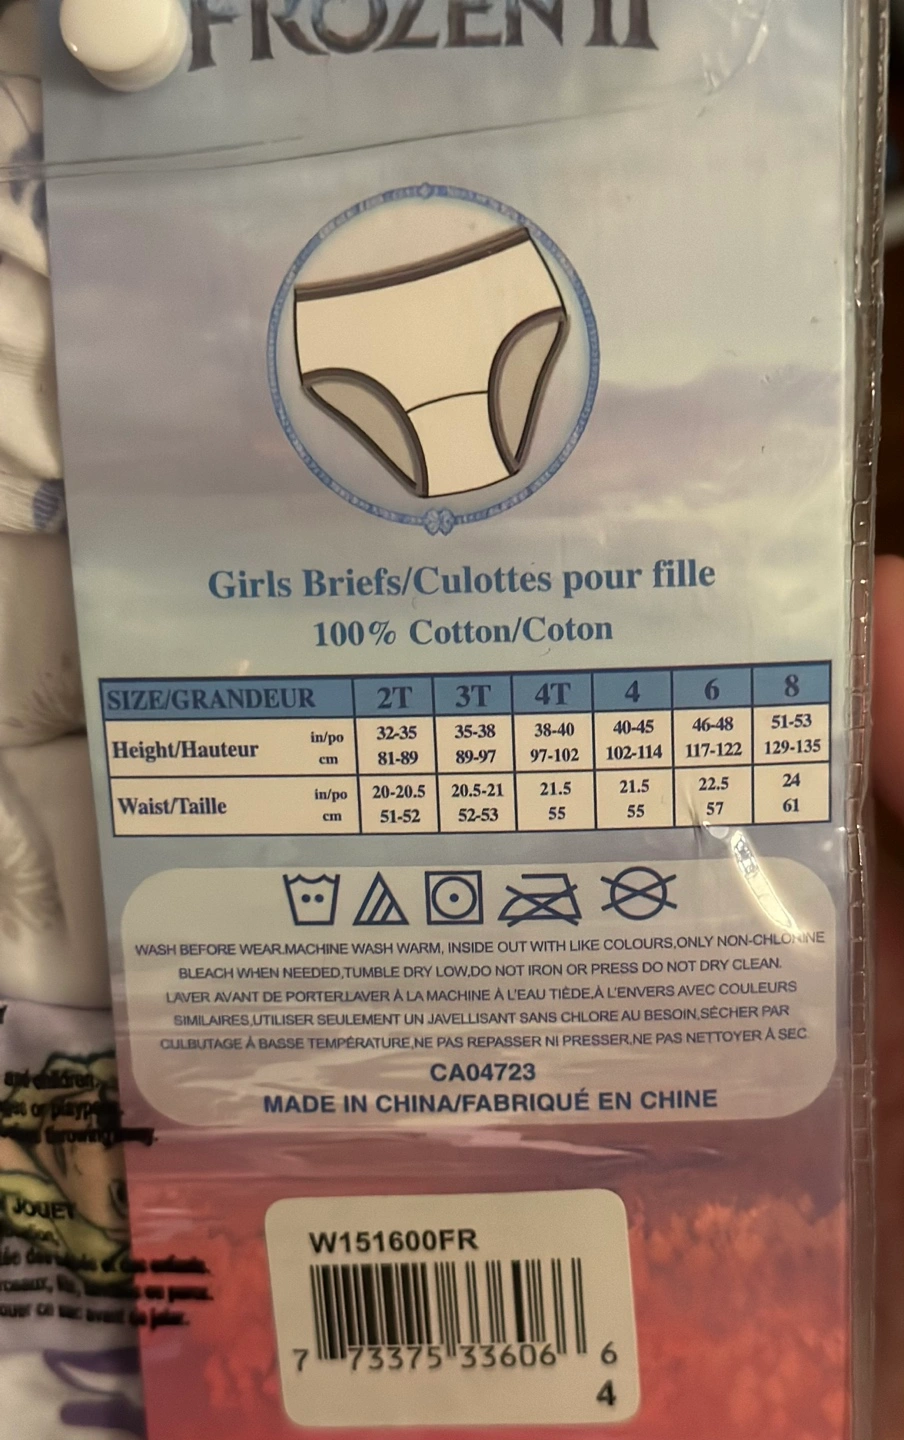 FROZEN II
Girls Briefs/Culottes pour fille
100% Cotton/Coton
SIZE/GRANDEUR 2T 3T 4T 4 6 8
Height/Hauteur in/po 32-35 35-38 38-40 40-45 46-48 51-53
cm 81-89 89-97 97-102 102-114 117-122 129-135
Waist/Taille in/po 20-20.5 20.5-21 21.5 21.5 22.5 24
cm 51-52 52-53 55 55 57 61
WASH BEFORE WEAR.MACHINE WASH WARM, INSIDE OUT WITH LIKE COLOURS,ONLY NON-CHLORINE
BLEACH WHEN NEEDED,TUMBLE DRY LOW,DO NOT IRON OR PRESS DO NOT DRY CLEAN.
LAVER AVANT DE PORTER.LAVER À LA MACHINE À L'EAU TIÈDE,À L'ENVERS AVEC COULEURS
SIMILAIRES,UTILISER SEULEMENT UN JAVELLISANT SANS CHLORE AU BESOIN,SÉCHER PAR
CULBUTAGE À BASSE TEMPÉRATURE,NE PAS REPASSER NI PRESSER,NE PAS NETTOYER À SEC
CA04723
MADE IN CHINA/FABRIQUÉ EN CHINE
and children.
JOUET
W151600FR
7 73375 33606 6
4